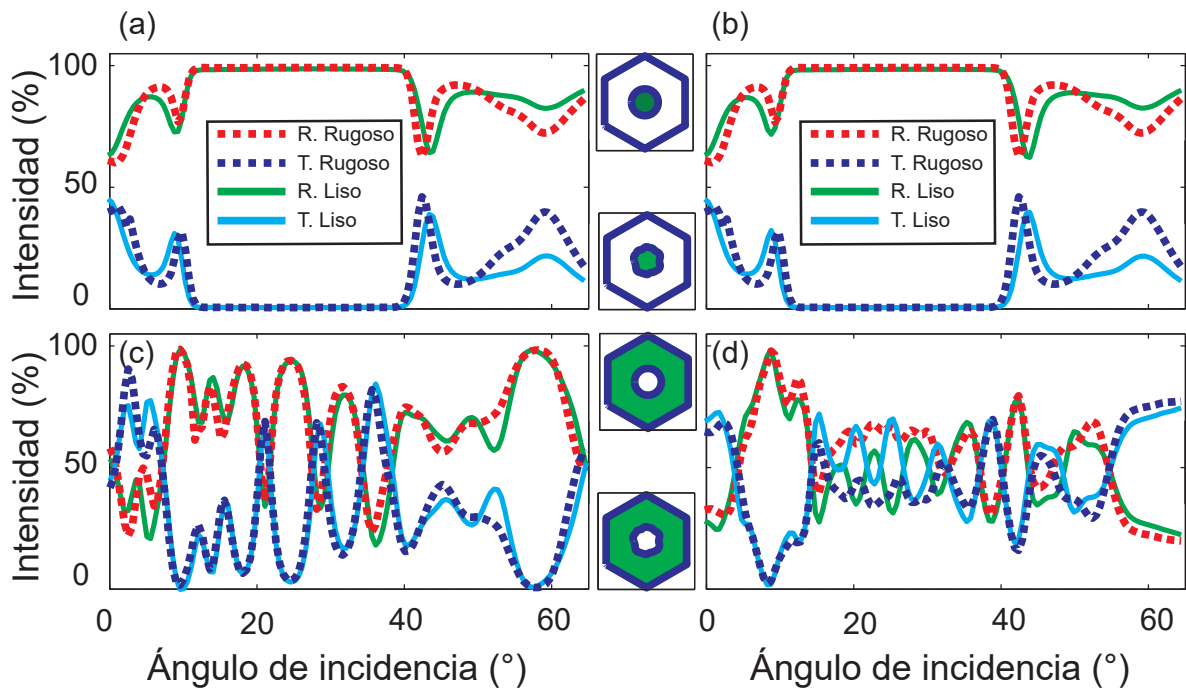 (a)
(b)
Intensidad (%)
100
50
0
R. Rugoso
T. Rugoso
R. Liso
T. Liso
100
50
0
R. Rugoso
T. Rugoso
R. Liso
T. Liso
(c)
(d)
Intensidad (%)
100
50
0
0
20
40
60
100
50
0
0
20
40
60
Ángulo de incidencia (°)
Ángulo de incidencia (°)